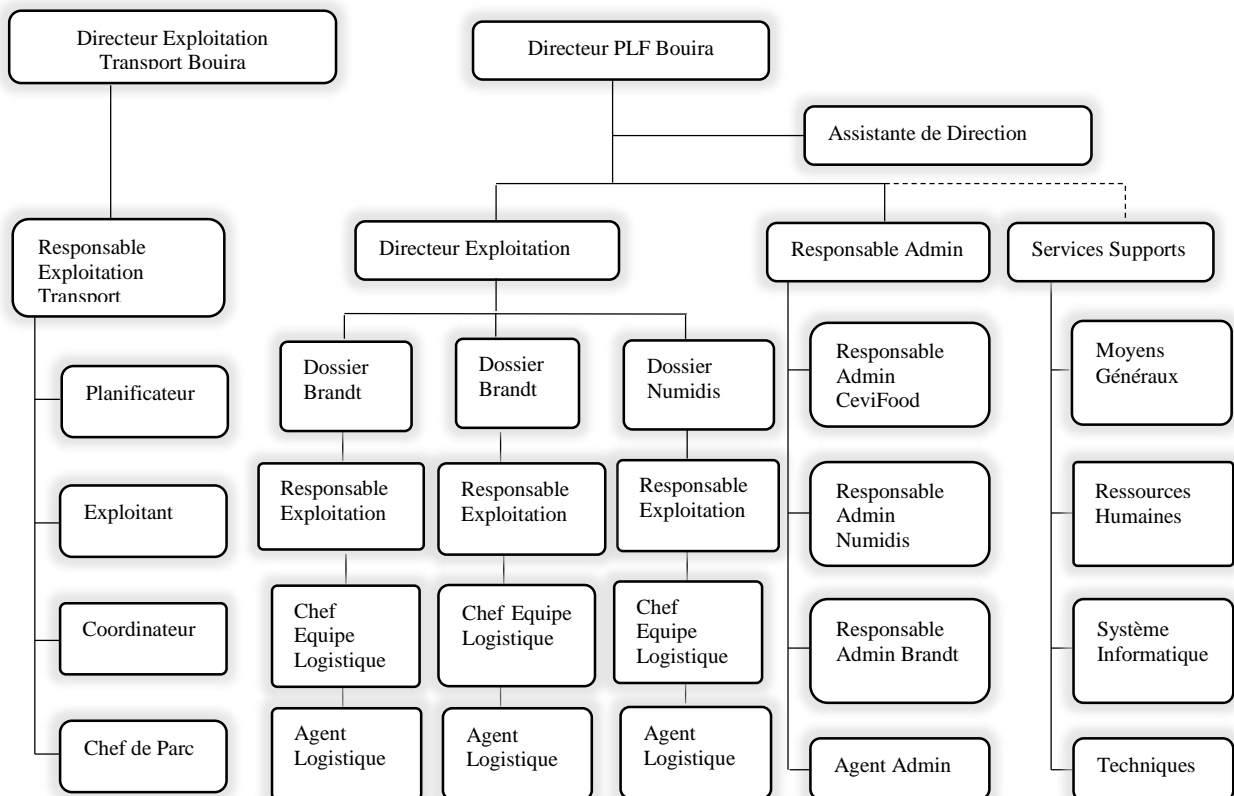 Directeur Exploitation
Transport Bouira
Directeur PLF Bouira
Assistante de Direction
Responsable
Exploitation
Transport
Directeur Exploitation
Responsable Admin
Services Supports
Planificateur
Exploitant
Coordinateur
Chef de Parc
Dossier
Brandt
Responsable
Exploitation
Chef
Equipe
Logistique
Agent
Logistique
Dossier
Brandt
Responsable
Exploitation
Chef Equipe
Logistique
Agent
Logistique
Dossier
Numidis
Responsable
Exploitation
Chef
Equipe
Logistique
Agent
Logistique
Responsable
Admin
CeviFood
Responsable
Admin
Numidis
Responsable
Admin Brandt
Agent Admin
Moyens
Généraux
Ressources
Humaines
Système
Informatique
Techniques